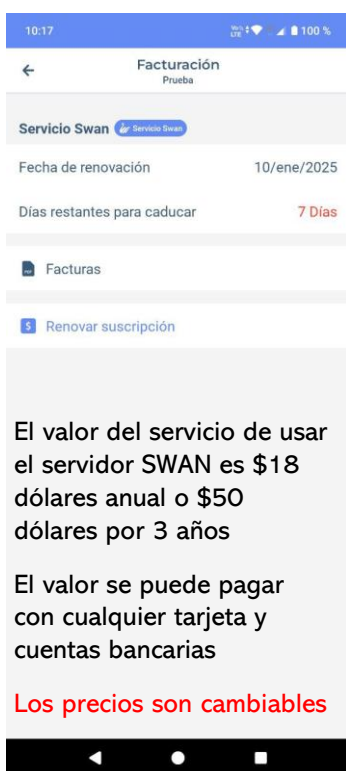 10:17 100 %
Facturación
Prueba
Servicio Swan Servicio Swan
Fecha de renovación 10/ene/2025
Días restantes para caducar 7 Días
Facturas
$ Renovar suscripción
El valor del servicio de usar
el servidor SWAN es $18
dólares anual o $50
dólares por 3 años
El valor se puede pagar
con cualquier tarjeta y
cuentas bancarias
Los precios son cambiables